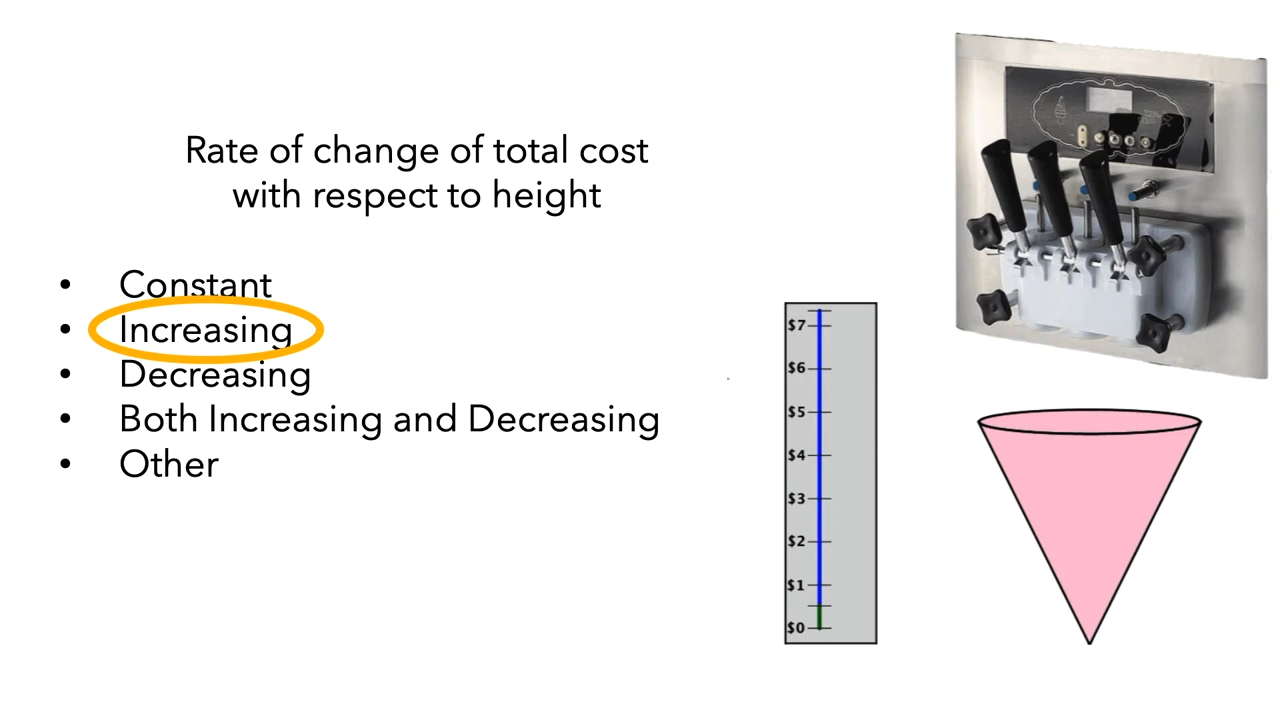 Rate of change of total cost
with respect to height
• Constant
• Increasing
• Decreasing
• Both Increasing and Decreasing
• Other
$7
$6
$5
$4
$3
$2
$1
$0